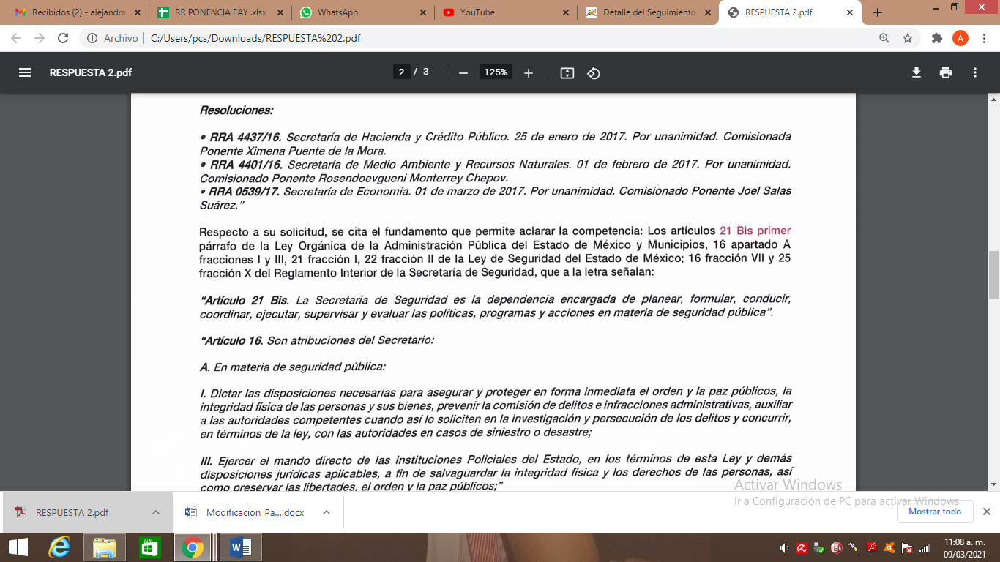 Recibidos (2) - alejandra
RR PONENCIA EAY .xlsx
WhatsApp
YouTube
Detalle del Seguimiento
RESPUESTA 2.pdf
Archivo
C:/Users/pcs/Downloads/RESPUESTA%202.pdf
A
RESPUESTA 2.pdf
2 / 3
125%
Resoluciones:
• RRA 4437/16. Secretaría de Hacienda y Crédito Público. 25 de enero de 2017. Por unanimidad. Comisionada
Ponente Ximena Puente de la Mora.
• RRA 4401/16. Secretaría de Medio Ambiente y Recursos Naturales. 01 de febrero de 2017. Por unanimidad.
Comisionado Ponente Rosendoevgueni Monterrey Chepov.
• RRA 0539/17. Secretaría de Economía. 01 de marzo de 2017. Por unanimidad. Comisionado Ponente Joel Salas
Suárez.”
Respecto a su solicitud, se cita el fundamento que permite aclarar la competencia: Los artículos 21 Bis primer
párrafo de la Ley Orgánica de la Administración Pública del Estado de México y Municipios, 16 apartado A
fracciones I y III, 21 fracción I, 22 fracción II de la Ley de Seguridad del Estado de México; 16 fracción VII y 25
fracción X del Reglamento Interior de la Secretaría de Seguridad, que a la letra señalan:
“Artículo 21 Bis. La Secretaría de Seguridad es la dependencia encargada de planear, formular, conducir,
coordinar, ejecutar, supervisar y evaluar las políticas, programas y acciones en materia de seguridad pública”.
“Artículo 16. Son atribuciones del Secretario:
A. En materia de seguridad pública:
I. Dictar las disposiciones necesarias para asegurar y proteger en forma inmediata el orden y la paz públicos, la
integridad física de las personas y sus bienes, prevenir la comisión de delitos e infracciones administrativas, auxiliar
a las autoridades competentes cuando así lo soliciten en la investigación y persecución de los delitos y concurrir,
en términos de la ley, con las autoridades en casos de siniestro o desastre;
III. Ejercer el mando directo de las Instituciones Policiales del Estado, en los términos de esta Ley y demás
disposiciones jurídicas aplicables, a fin de salvaguardar la integridad física y los derechos de las personas, así
como preservar las libertades, el orden y la paz públicos;”
Activar Windows
Ir a Configuración de PC para activar Windows.
RESPUESTA 2.pdf
Modificacion_Pa....docx
Mostrar todo
11:08 a. m.
09/03/2021